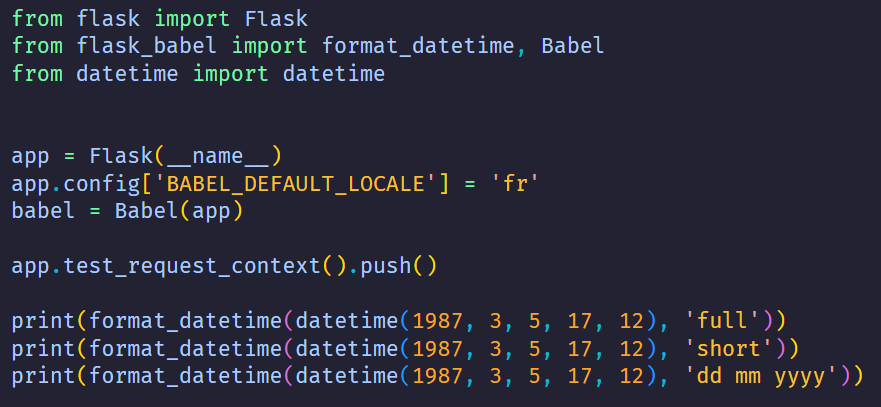 from flask import Flask
from flask_babel import format_datetime, Babel
from datetime import datetime
app = Flask(__name__)
app.config['BABEL_DEFAULT_LOCALE'] = 'fr'
babel = Babel(app)
app.test_request_context().push()
print(format_datetime(datetime(1987, 3, 5, 17, 12), 'full'))
print(format_datetime(datetime(1987, 3, 5, 17, 12), 'short'))
print(format_datetime(datetime(1987, 3, 5, 17, 12), 'dd mm yyyy'))